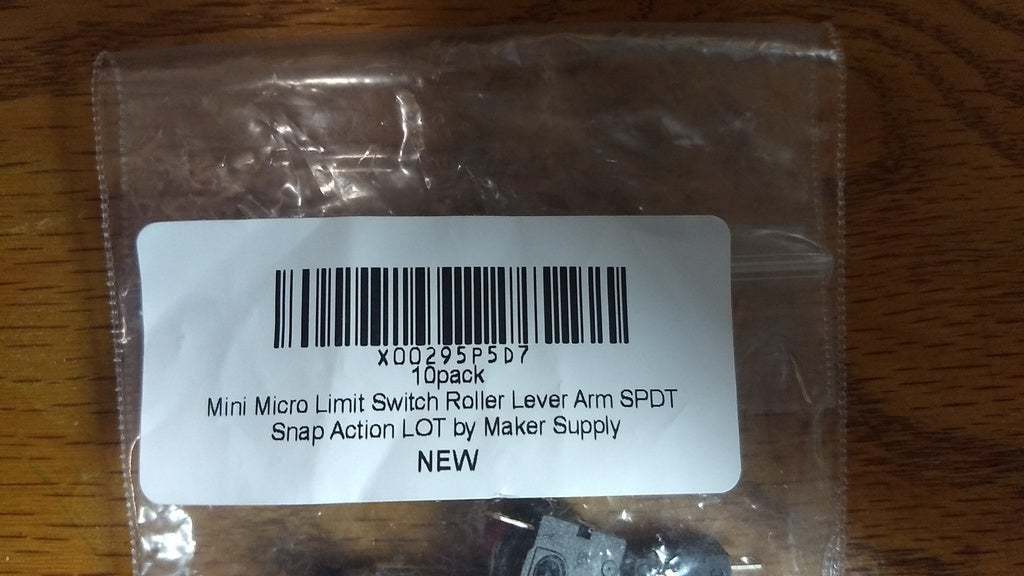 X00295P5D7
10pack
Mini Micro Limit Switch Roller Lever Arm SPDT
Snap Action LOT by Maker Supply
NEW